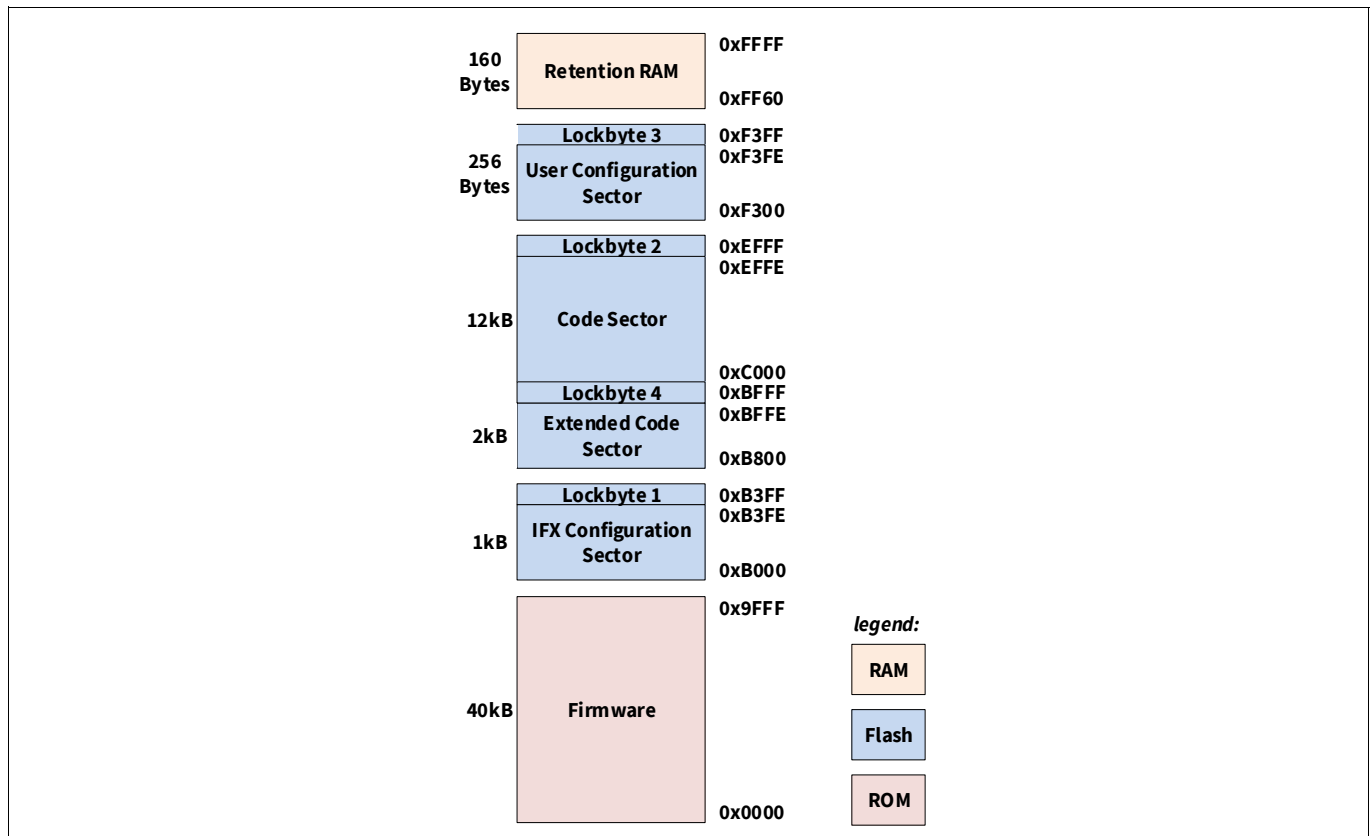 160
Bytes
Retention RAM
0xFFFF
0xFF60
256
Bytes
Lockbyte 3
0xF3FF
0xF3FE
User Configuration
Sector
0xF300
Lockbyte 2
0xEFFF
0xEFFE
12kB
Code Sector
0xC000
Lockbyte 4
0xBFFF
0xBFFE
2kB
Extended Code
Sector
0xB800
Lockbyte 1
0xB3FF
0xB3FE
1kB
IFX Configuration
Sector
0xB000
0x9FFF
40kB
Firmware
0x0000
legend:
RAM
Flash
ROM